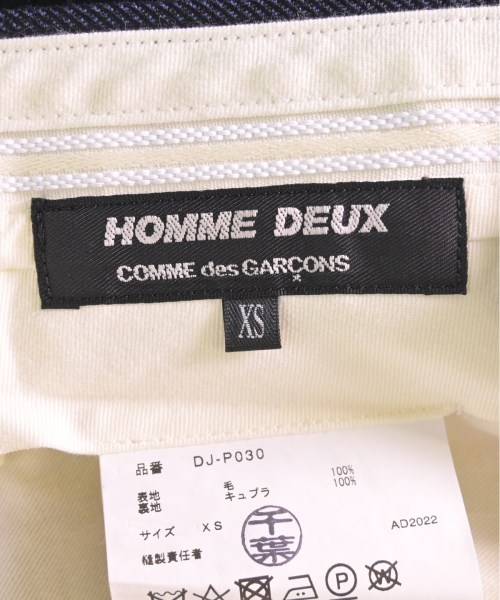 HOMME DEUX
COMME des GARÇONS
XS
品番 DJ-P030
表地 毛 100%
裏地 キュプラ 100%
サイズ XS
千葉
AD2022
縫製責任者
P
W